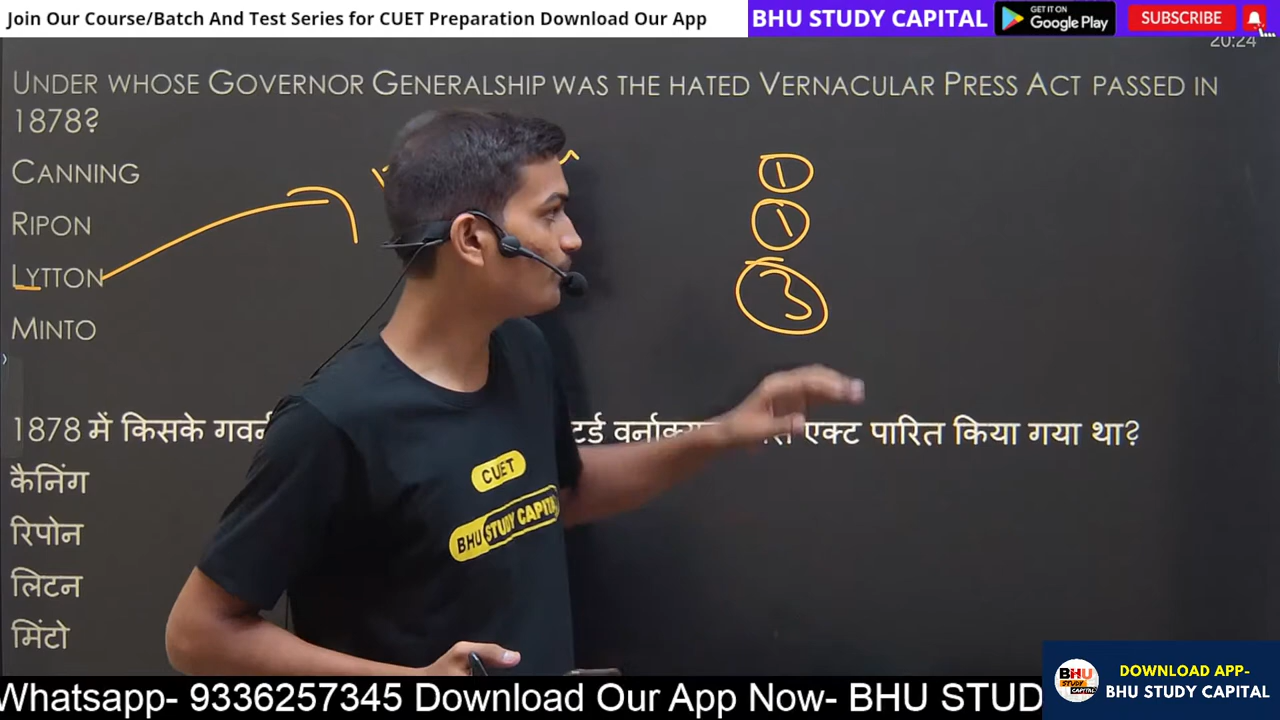 Join Our Course/Batch And Test Series for CUET Preparation Download Our App
BHU STUDY CAPITAL
GET IT ON
Google Play
SUBSCRIBE
20:24
UNDER WHOSE GOVERNOR GENERALSHIP WAS THE HATED VERNACULAR PRESS ACT PASSED IN
1878?
CANNING
RIPON
LYTTON
MINTO
1
1
3
1878 में किसके एक्ट पारित किया गया था?
कैनिंग
रिपोन
लिटन
मिंटो
CUET
BHU STUDY CAPITAL
DOWNLOAD APP-
BHU STUDY CAPITAL
BHU
STUDY
CAPITAL
Whatsapp- 9336257345 Download Our App Now- BHU STUD